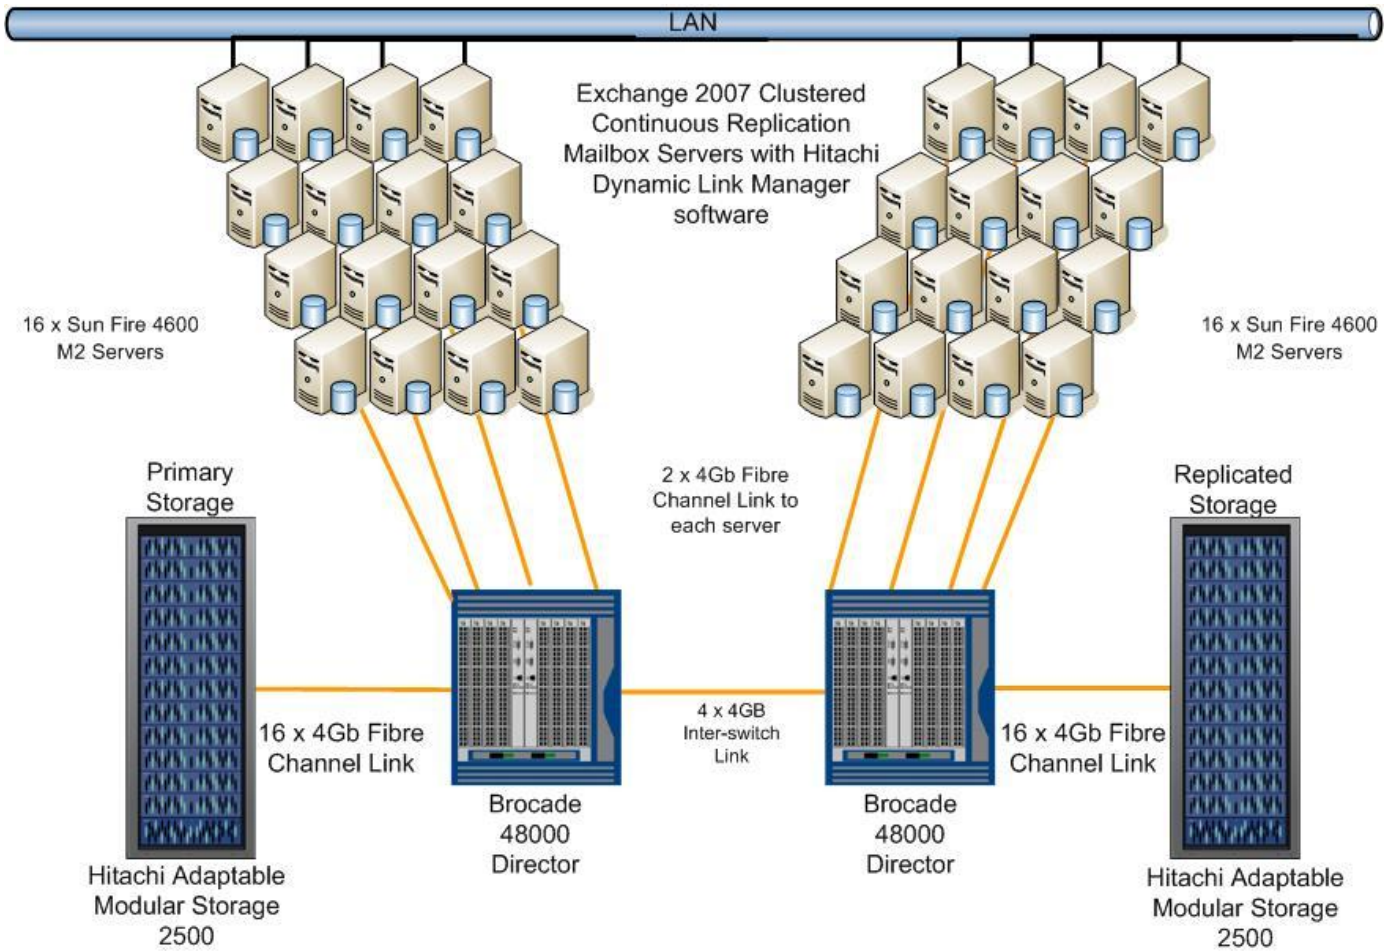 LAN
Exchange 2007 Clustered
Continuous Replication
Mailbox Servers with Hitachi
Dynamic Link Manager
software
16 x Sun Fire 4600
M2 Servers
16 x Sun Fire 4600
M2 Servers
Primary
Storage
2 x 4Gb Fibre
Channel Link to
each server
Replicated
Storage
16 x 4Gb Fibre
Channel Link
4 x 4GB
Inter-switch
Link
16 x 4Gb Fibre
Channel Link
Brocade
48000
Director
Brocade
48000
Director
Hitachi Adaptable
Modular Storage
2500
Hitachi Adaptable
Modular Storage
2500